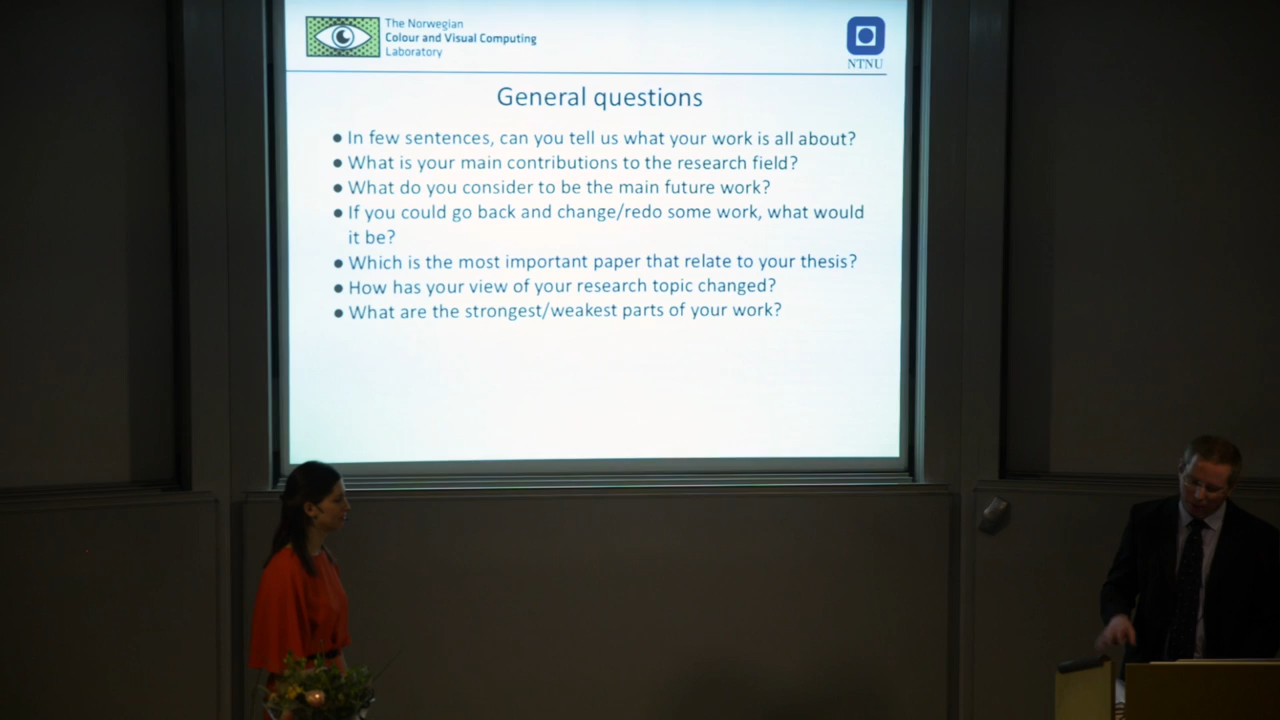 The Norwegian
Colour and Visual Computing
Laboratory
NTNU
General questions
● In few sentences, can you tell us what your work is all about?
● What is your main contributions to the research field?
● What do you consider to be the main future work?
● If you could go back and change/redo some work, what would
it be?
● Which is the most important paper that relate to your thesis?
● How has your view of your research topic changed?
● What are the strongest/weakest parts of your work?